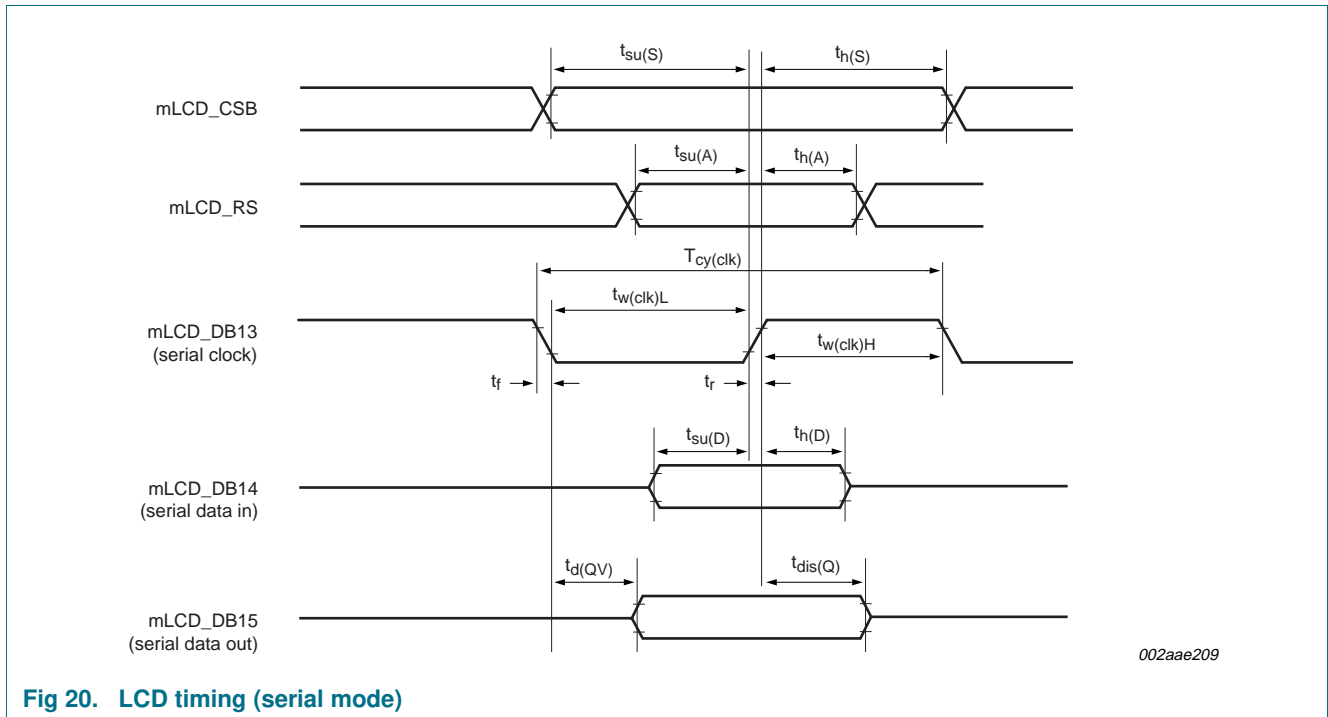 tsu(S)
th(S)
mLCD_CSB
tsu(A)
th(A)
mLCD_RS
Tcy(clk)
tw(clk)L
mLCD_DB13
(serial clock)
tw(clk)H
tf
tr
tsu(D)
th(D)
mLCD_DB14
(serial data in)
td(QV)
tdis(Q)
mLCD_DB15
(serial data out)
002aae209
Fig 20. LCD timing (serial mode)